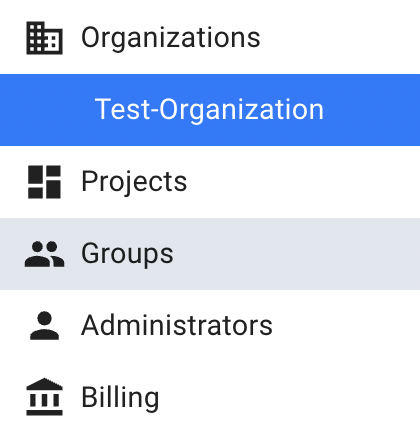 Organizations
Test-Organization
Projects
Groups
Administrators
Billing